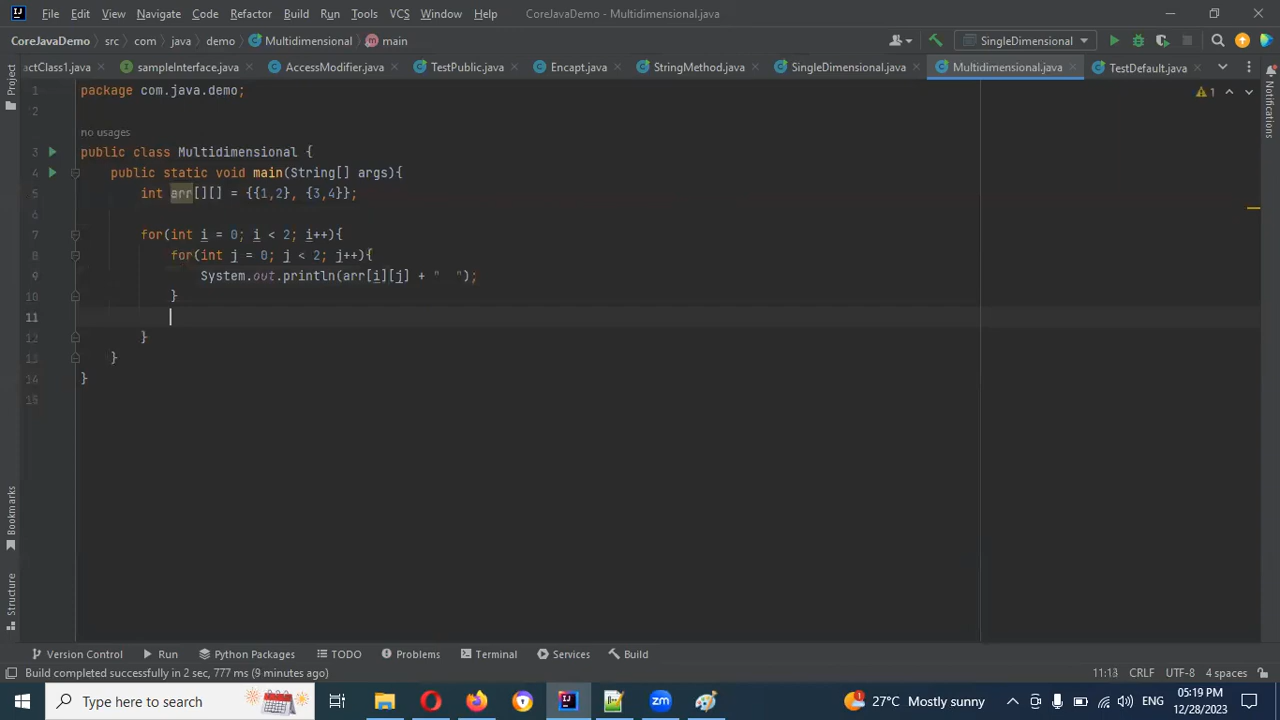 File Edit View Navigate Code Refactor Build Run Tools VCS Window Help CoreJavaDemo - Multidimensional.java
CoreJavaDemo src com java demo Multidimensional main SingleDimensional
actClass1.java sampleInterface.java AccessModifier.java TestPublic.java Encapt.java StringMethod.java SingleDimensional.java Multidimensional.java TestDefault.java
Project
Notifications
1 package com.java.demo; 1
2
no usages
3 public class Multidimensional {
4 public static void main(String[] args){
5 int arr[][] = {{1,2}, {3,4}};
6
7 for(int i = 0; i < 2; i++){
8 for(int j = 0; j < 2; j++){
9 System.out.println(arr[i][j] + "  ");
10 }
11
12 }
13 }
14 }
15
Bookmarks
Structure
Version Control Run Python Packages TODO Problems Terminal Services Build
Build completed successfully in 2 sec, 777 ms (9 minutes ago) 11:13 CRLF UTF-8 4 spaces
Type here to search 27°C Mostly sunny ENG 05:19 PM 12/28/2023